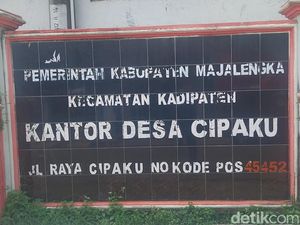 PEMERINTAH KABUPATEN MAJALENGKA
KECAMATAN KADIPATEN
KANTOR DESA CIPAKU
JL RAYA CIPAKU NO KODE POS 45452
detikcom